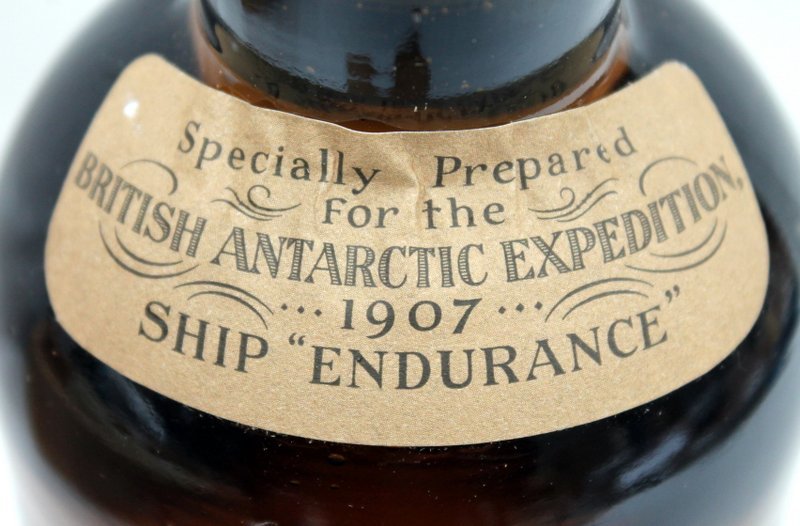 Specially Prepared
For the
BRITISH ANTARCTIC EXPEDITION,
··· 1907 ···
SHIP "ENDURANCE"